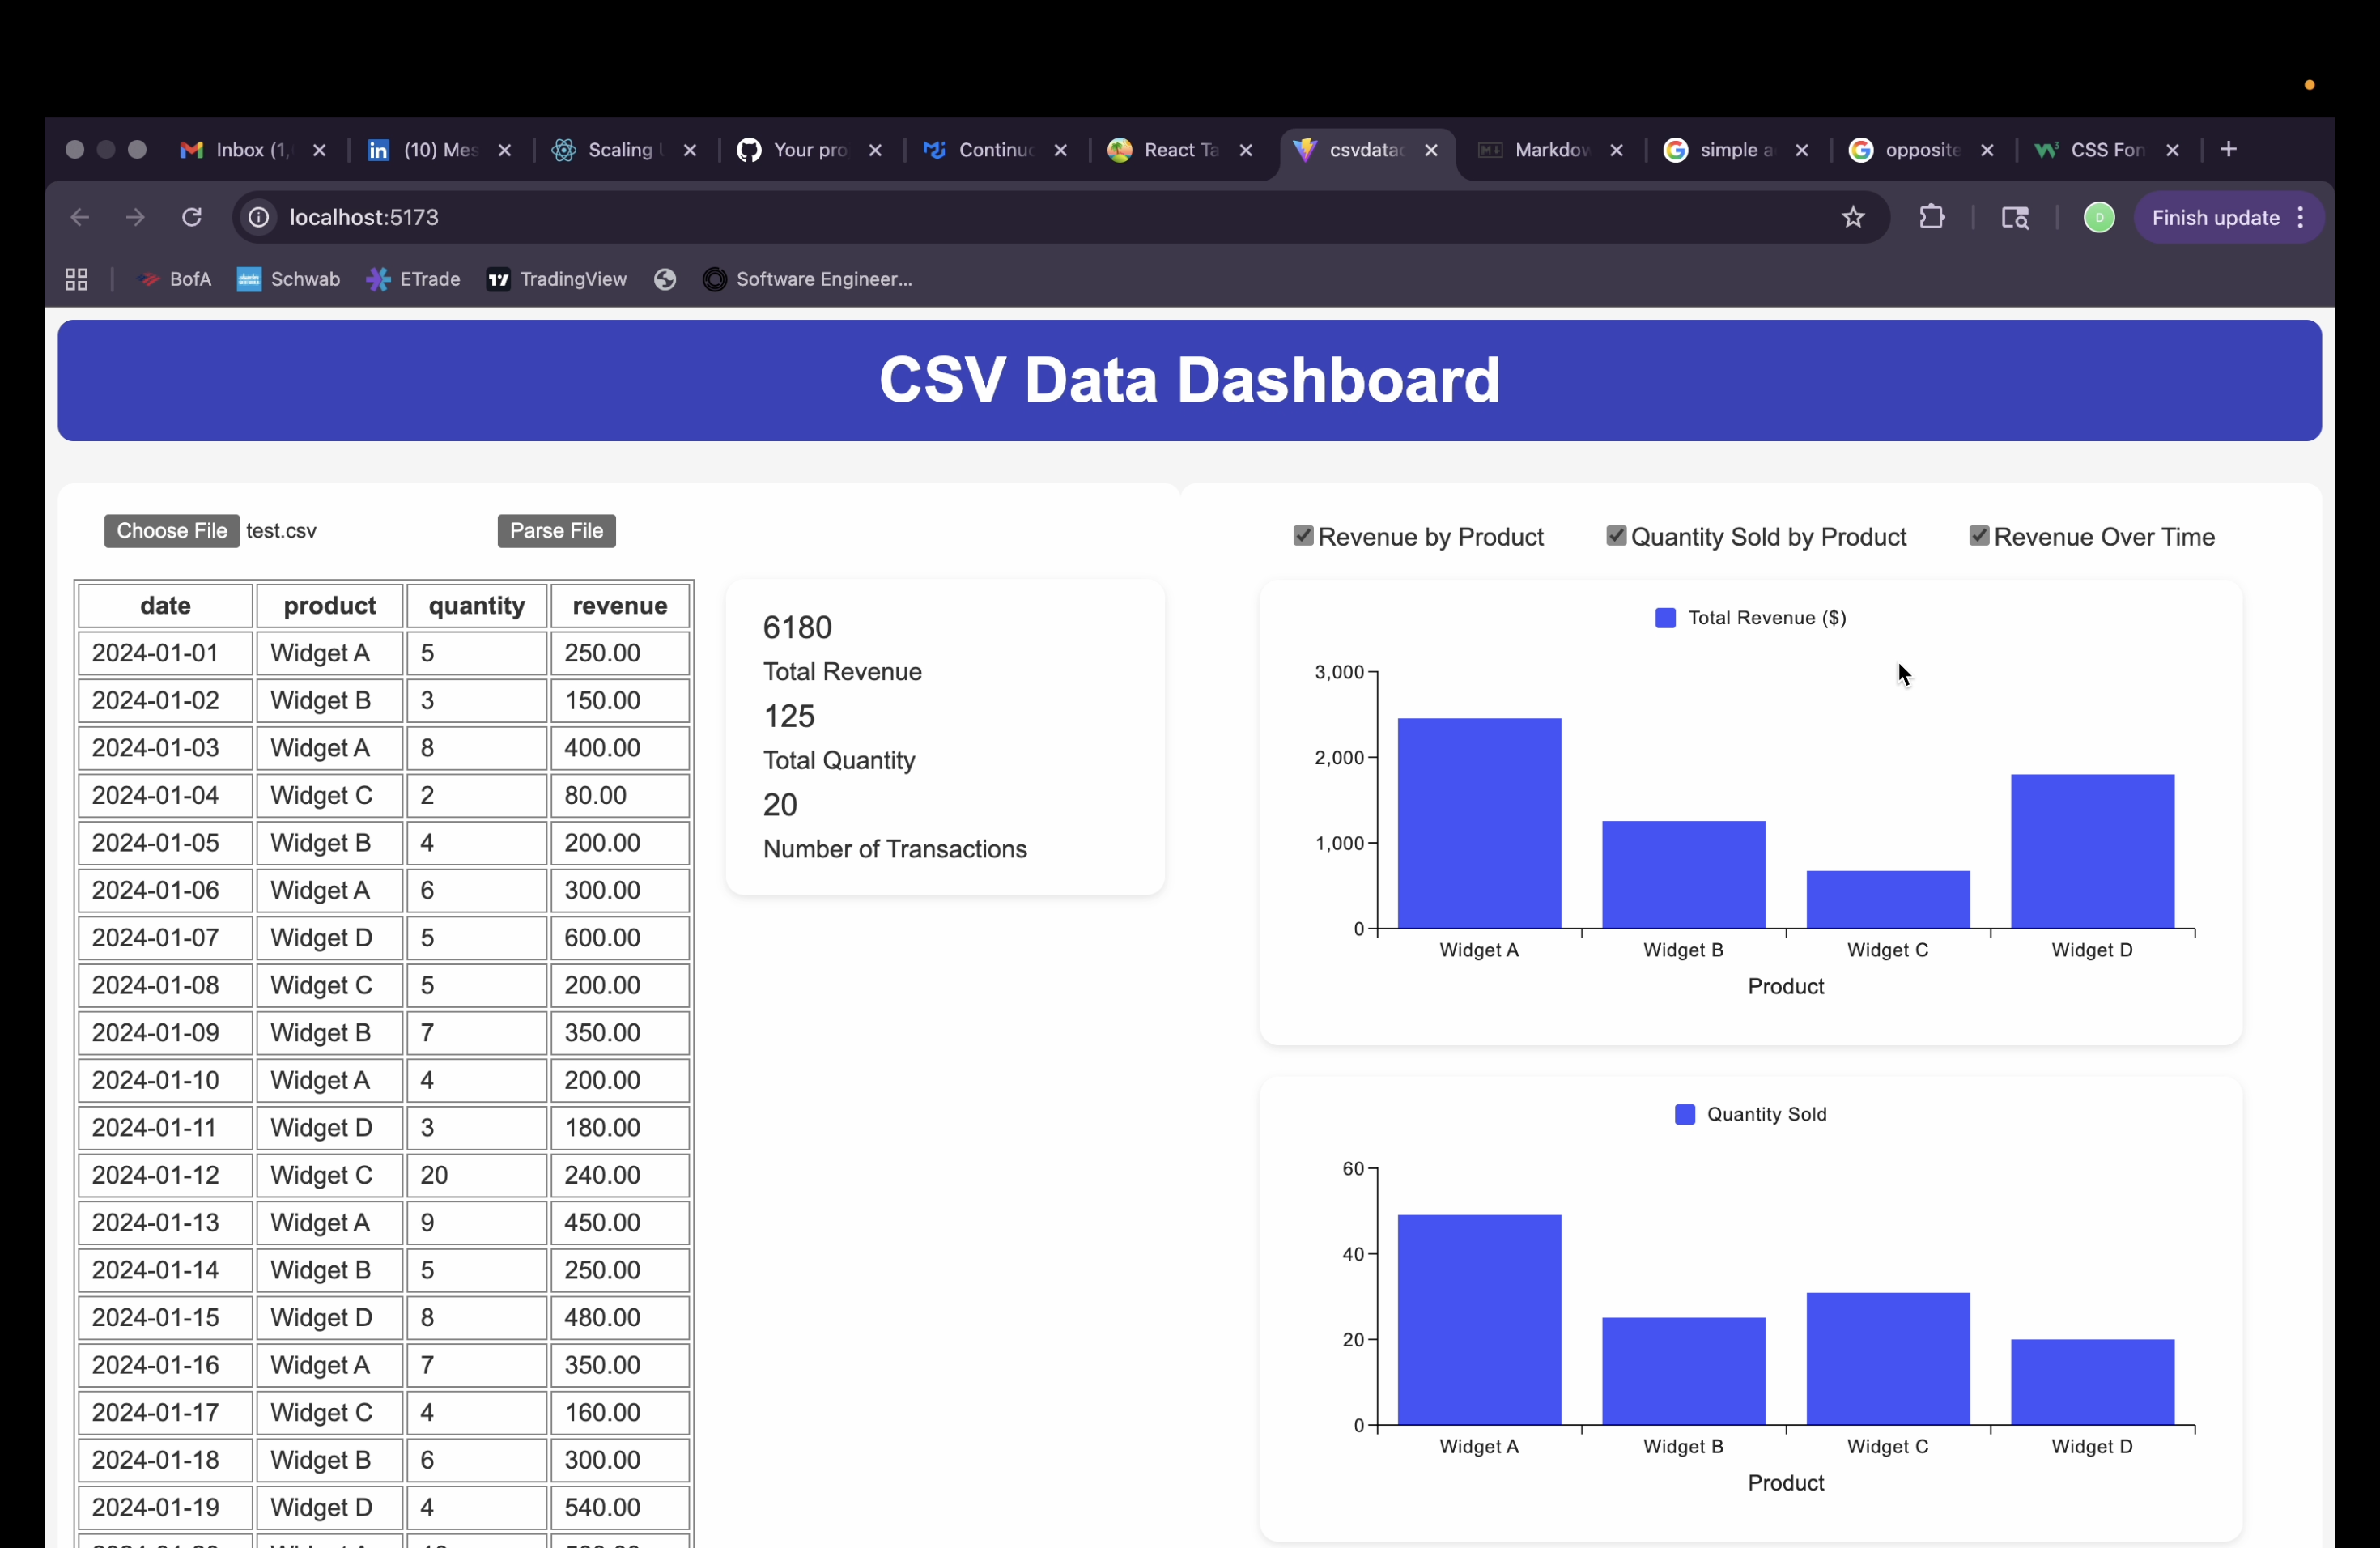 Inbox (1,
(10) Mes
Scaling
Your pro
Continuc
React Ta
csvdatac
Markdov
simple a
opposite
CSS Fon
localhost:5173
Finish update
BofA
Schwab
ETrade
TradingView
Software Engineer...
CSV Data Dashboard
Choose File test.csv
Parse File
date product quantity revenue
2024-01-01 Widget A 5 250.00
2024-01-02 Widget B 3 150.00
2024-01-03 Widget A 8 400.00
2024-01-04 Widget C 2 80.00
2024-01-05 Widget B 4 200.00
2024-01-06 Widget A 6 300.00
2024-01-07 Widget D 5 600.00
2024-01-08 Widget C 5 200.00
2024-01-09 Widget B 7 350.00
2024-01-10 Widget A 4 200.00
2024-01-11 Widget D 3 180.00
2024-01-12 Widget C 20 240.00
2024-01-13 Widget A 9 450.00
2024-01-14 Widget B 5 250.00
2024-01-15 Widget D 8 480.00
2024-01-16 Widget A 7 350.00
2024-01-17 Widget C 4 160.00
2024-01-18 Widget B 6 300.00
2024-01-19 Widget D 4 540.00
6180
Total Revenue
125
Total Quantity
20
Number of Transactions
Revenue by Product
Quantity Sold by Product
Revenue Over Time
Total Revenue ($)
3,000
2,000
1,000
0
Widget A Widget B Widget C Widget D
Product
Quantity Sold
60
40
20
0
Widget A Widget B Widget C Widget D
Product